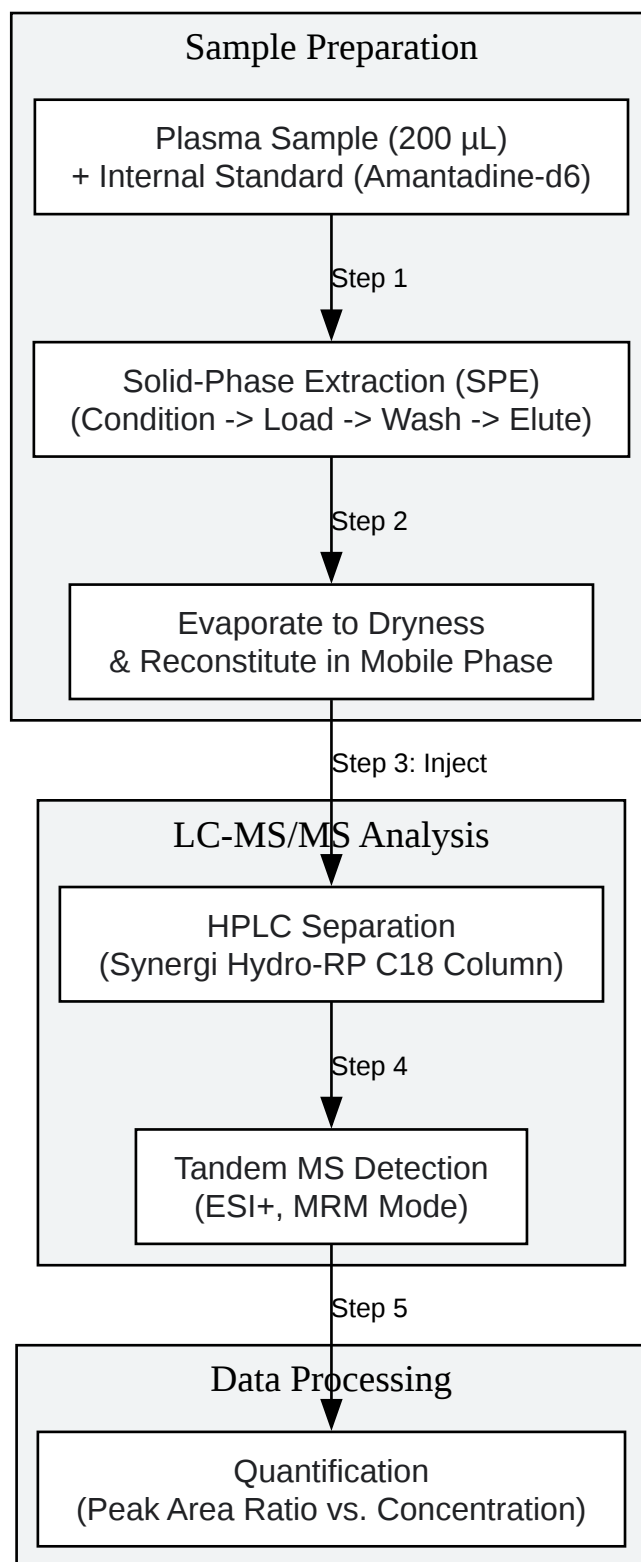 Sample Preparation
Plasma Sample (200 µL)
+ Internal Standard (Amantadine-d6)
Step 1
Solid-Phase Extraction (SPE)
(Condition -> Load -> Wash -> Elute)
Step 2
Evaporate to Dryness
& Reconstitute in Mobile Phase
Step 3: Inject
LC-MS/MS Analysis
HPLC Separation
(Synergi Hydro-RP C18 Column)
Step 4
Tandem MS Detection
(ESI+, MRM Mode)
Step 5
Data Processing
Quantification
(Peak Area Ratio vs. Concentration)